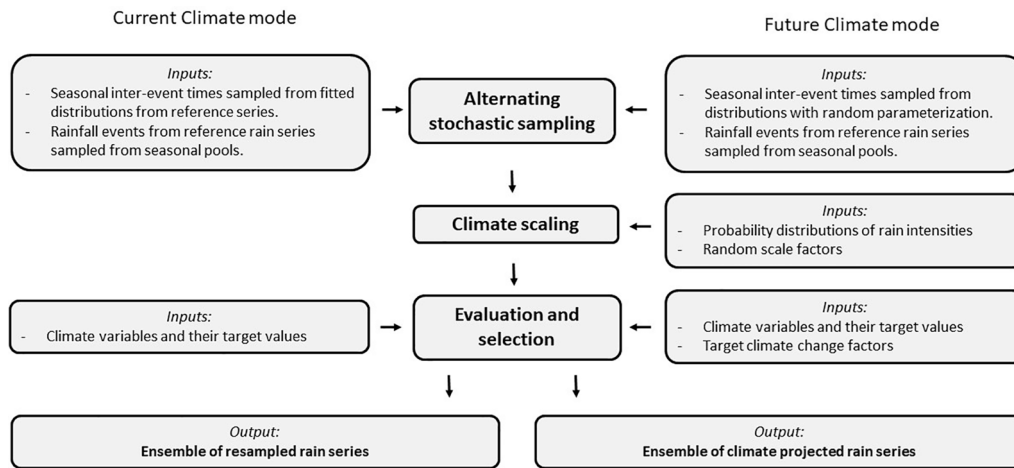 Current Climate mode
Future Climate mode
Inputs:
- Seasonal inter-event times sampled from fitted
distributions from reference series.
- Rainfall events from reference rain series
sampled from seasonal pools.
Alternating
stochastic sampling
Inputs:
- Seasonal inter-event times sampled from
distributions with random parameterization.
- Rainfall events from reference rain series
sampled from seasonal pools.
Climate scaling
Inputs:
- Probability distributions of rain intensities
- Random scale factors
Inputs:
- Climate variables and their target values
Evaluation and
selection
Inputs:
- Climate variables and their target values
- Target climate change factors
Output:
Ensemble of resampled rain series
Output:
Ensemble of climate projected rain series